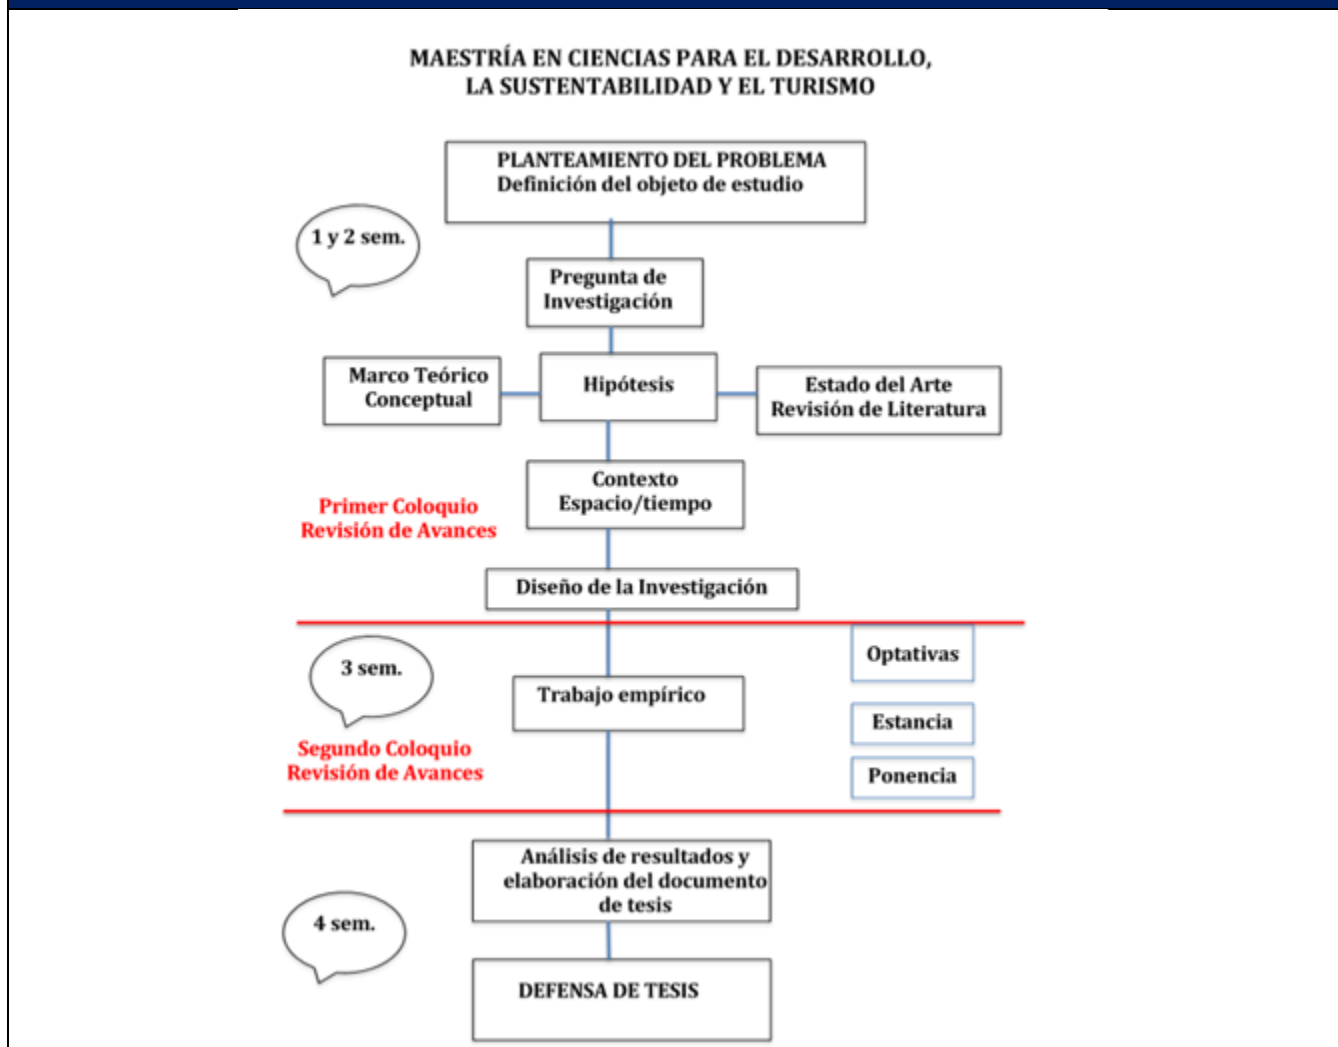 MAESTRÍA EN CIENCIAS PARA EL DESARROLLO,
LA SUSTENTABILIDAD Y EL TURISMO
PLANTEAMIENTO DEL PROBLEMA
Definición del objeto de estudio
1 y 2 sem.
Pregunta de
Investigación
Marco Teórico
Conceptual
Hipótesis
Estado del Arte
Revisión de Literatura
Contexto
Espacio/tiempo
Primer Coloquio
Revisión de Avances
Diseño de la Investigación
3 sem.
Trabajo empírico
Optativas
Estancia
Ponencia
Segundo Coloquio
Revisión de Avances
Análisis de resultados y
elaboración del documento
de tesis
4 sem.
DEFENSA DE TESIS